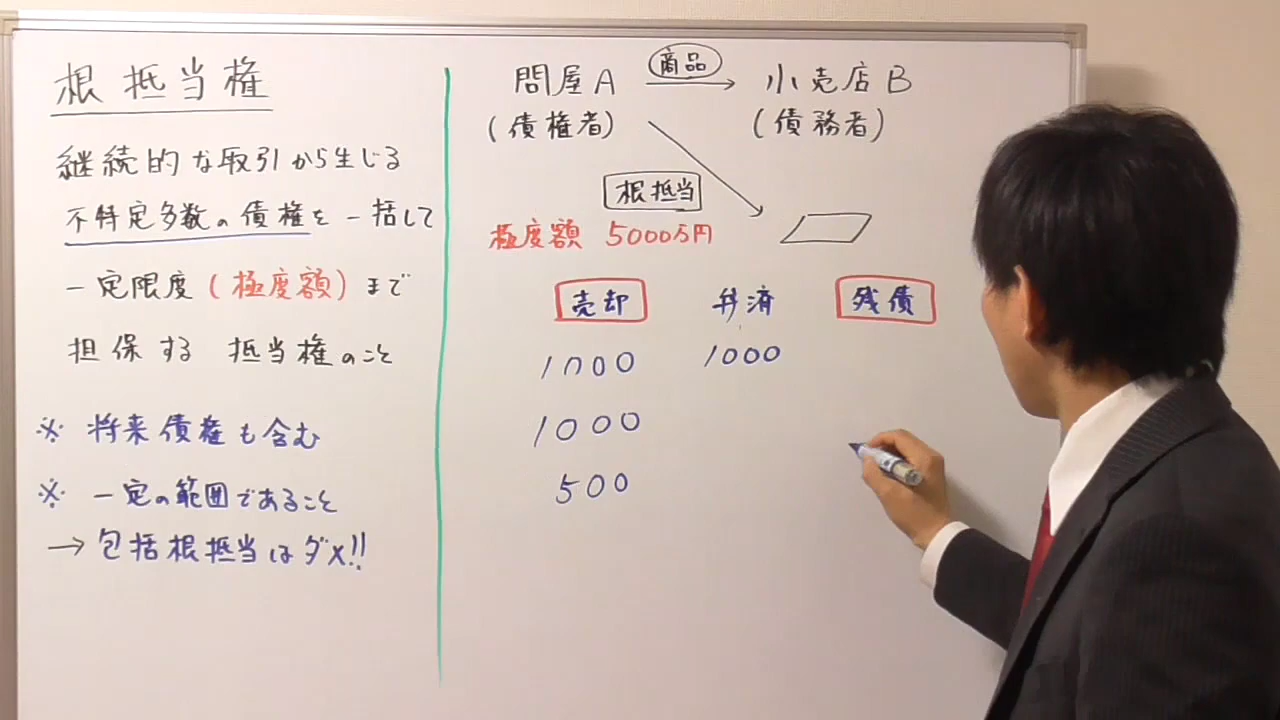 根抵当権
継続的な取引から生じる
不特定多数の債権を一括して
一定限度(極度額)まで
担保する 抵当権のこと
※ 将来債権も含む
※ 一定の範囲であること
→ 包括根抵当はダメ!!
問屋A 商品 小売店B
(債権者) (債務者)
根抵当
極度額 5000万円
売却 弁済 残債
1000 1000
1000
500